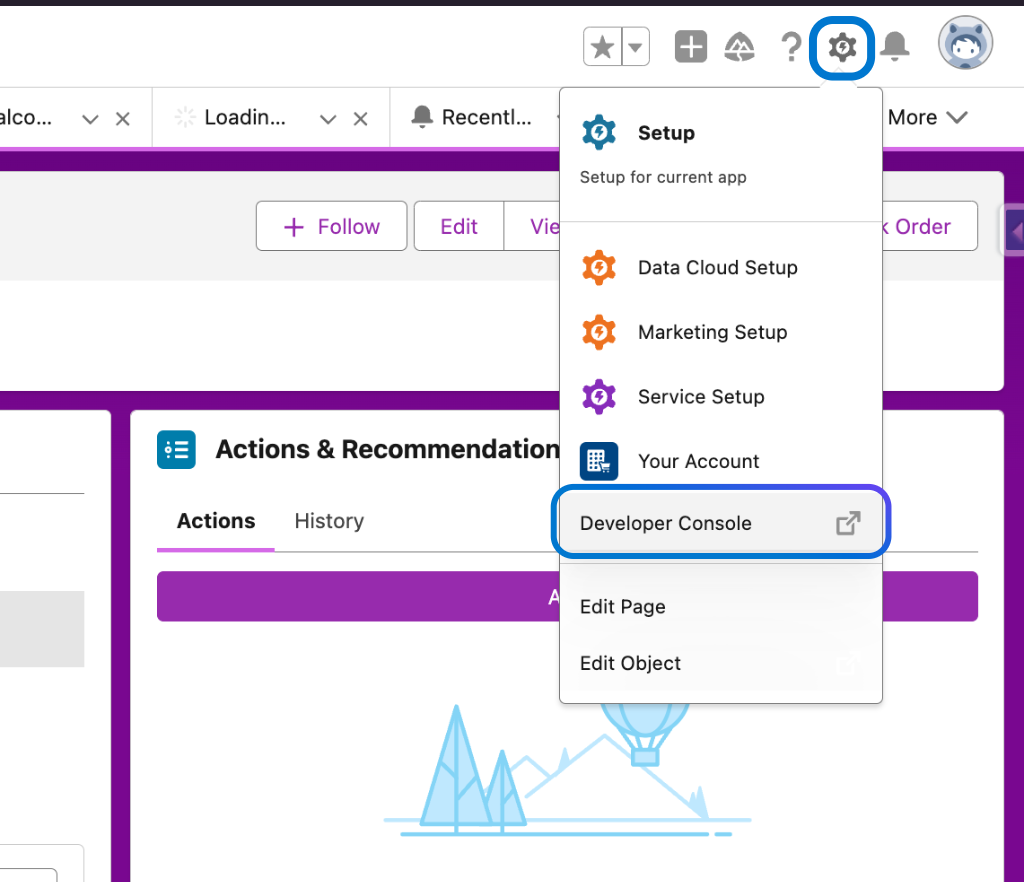 alco...
Loadin...
Recentl...
More
Setup
Setup for current app
Follow
Edit
Vie
k Order
Data Cloud Setup
Marketing Setup
Service Setup
Your Account
Actions & Recommendation
Developer Console
Actions
History
A
Edit Page
Edit Object